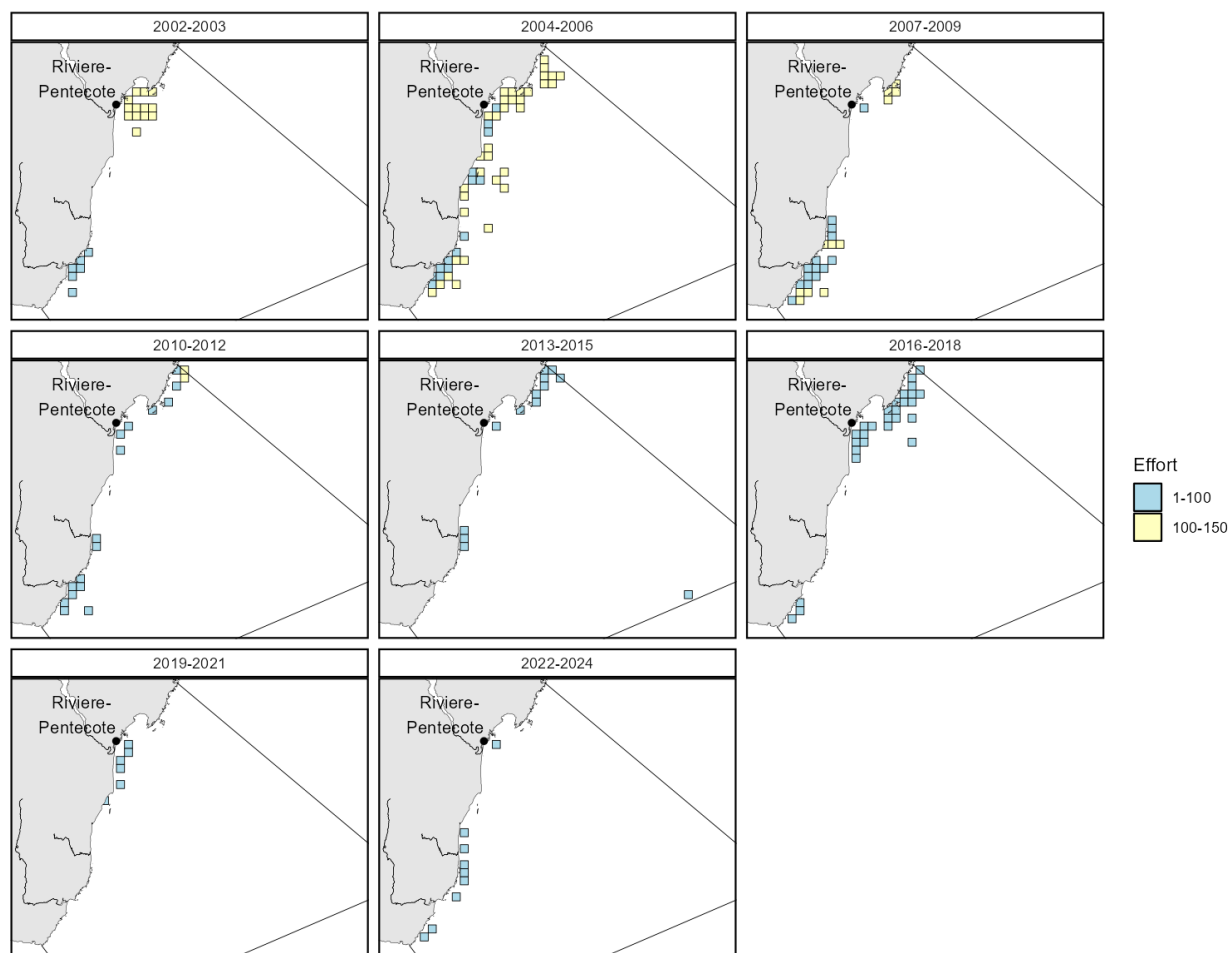 2002-2003
2004-2006
2007-2009
Riviere-
Pentecote
Riviere-
Pentecote
Riviere-
Pentecote
2010-2012
2013-2015
2016-2018
Riviere-
Pentecote
Riviere-
Pentecote
Riviere-
Pentecote
Effort
1-100
100-150
2019-2021
2022-2024
Riviere-
Pentecote
Riviere-
Pentecote